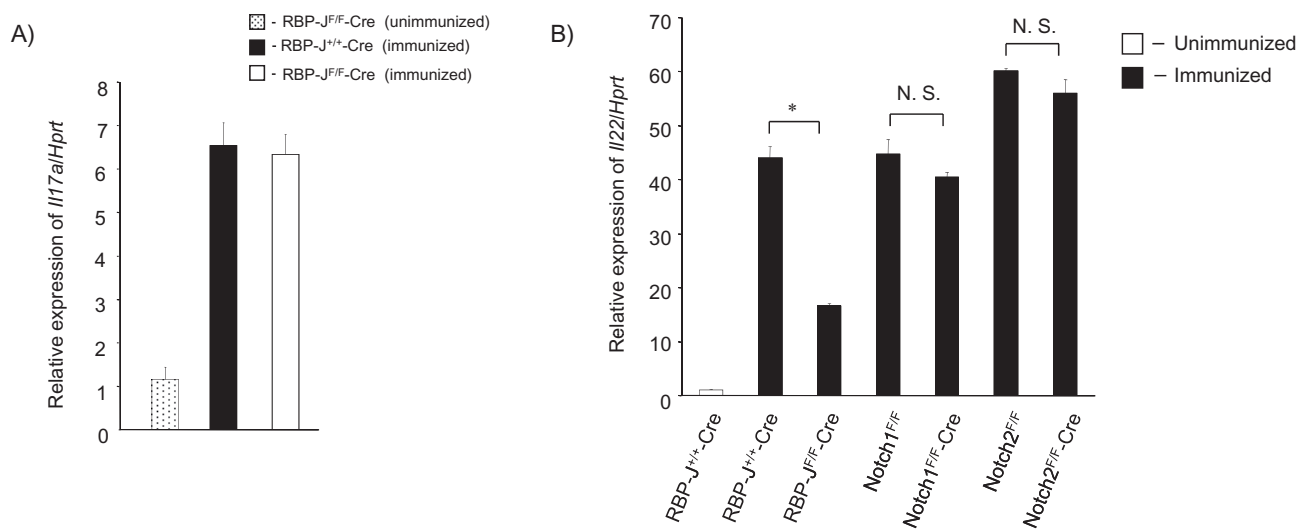 A)
- RBP-J^F/F-Cre (unimmunized)
- RBP-J^+/+-Cre (immunized)
- RBP-J^F/F-Cre (immunized)
Relative expression of Il17a/Hprt
8
7
6
5
4
3
2
1
0
B)
– Unimmunized
– Immunized
Relative expression of Il22/Hprt
70
60
50
40
30
20
10
0
*
N. S.
N. S.
RBP-J^+/+-Cre
RBP-J^+/+-Cre
RBP-J^F/F-Cre
Notch1^F/F
Notch1^F/F-Cre
Notch2^F/F
Notch2^F/F-Cre